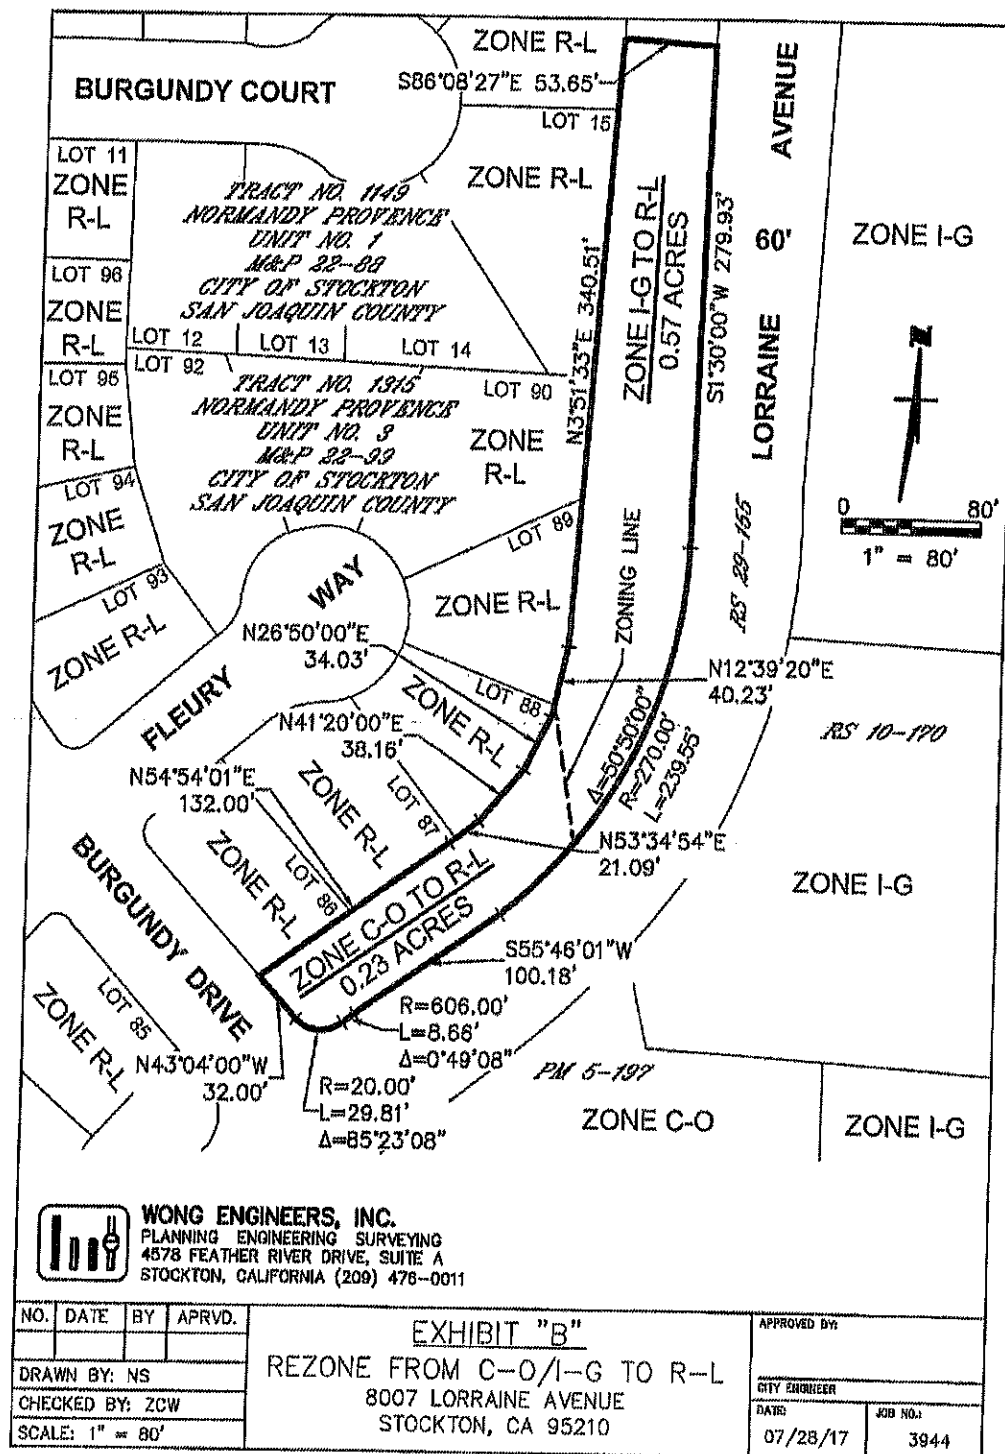 ZONE R-L
BURGUNDY COURT
S86°08'27"E 53.65'
LOT 15
AVENUE
LOT 11
ZONE
R-L
TRACT NO. 1149
NORMANDY PROVENCE
UNIT NO. 1
M&P 22-88
CITY OF STOCKTON
SAN JOAQUIN COUNTY
ZONE R-L
ZONE I-G TO R-L
0.57 ACRES
S1°30'00"W 279.93'
60'
ZONE I-G
N3°51'33"E 340.51'
LOT 96
ZONE
R-L
LOT 12
LOT 13
LOT 14
LORRAINE
N
LOT 95
LOT 92
LOT 90
ZONE
R-L
TRACT NO. 1315
NORMANDY PROVENCE
UNIT NO. 3
M&P 22-99
CITY OF STOCKTON
SAN JOAQUIN COUNTY
ZONE
R-L
LOT 94
ZONE
R-L
LOT 89
0 80'
1" = 80'
ZONING LINE
RS 29-155
WAY
LOT 93
ZONE R-L
ZONE R-L
N26°50'00"E
34.03'
N12°39'20"E
40.23'
LOT 88
ZONE R-L
FLEURY
RS 10-170
N41°20'00"E
38.16'
Δ=50°50'00"
R=270.00'
L=239.55'
N54°54'01"E
132.00'
ZONE R-L
LOT 87
N53°34'54"E
21.09'
BURGUNDY DRIVE
ZONE R-L
LOT 86
ZONE I-G
ZONE C-O TO R-L
0.23 ACRES
S55°46'01"W
100.18'
LOT 85
ZONE R-L
R=606.00'
L=8.66'
Δ=0°49'08"
N43°04'00"W
32.00'
PM 5-197
R=20.00'
L=29.81'
Δ=85°23'08"
ZONE C-O
ZONE I-G
WONG ENGINEERS, INC.
PLANNING ENGINEERING SURVEYING
4578 FEATHER RIVER DRIVE, SUITE A
STOCKTON, CALIFORNIA (209) 476-0011
NO. DATE BY APRVD.
DRAWN BY: NS
CHECKED BY: ZCW
SCALE: 1" = 80'
EXHIBIT "B"
REZONE FROM C-O/I-G TO R-L
8007 LORRAINE AVENUE
STOCKTON, CA 95210
APPROVED BY:
CITY ENGINEER
DATE:
07/28/17
JOB NO.:
3944